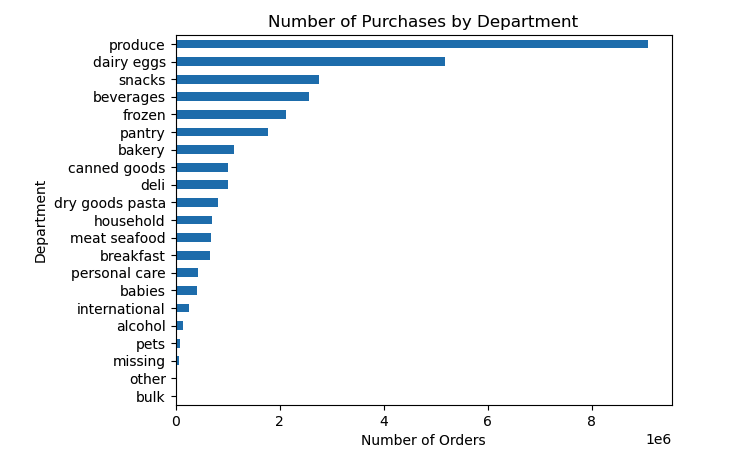 Number of Purchases by Department
produce
dairy eggs
snacks
beverages
frozen
pantry
bakery
canned goods
deli
dry goods pasta
household
meat seafood
breakfast
personal care
babies
international
alcohol
pets
missing
other
bulk
Department
0 2 4 6 8
Number of Orders
1e6